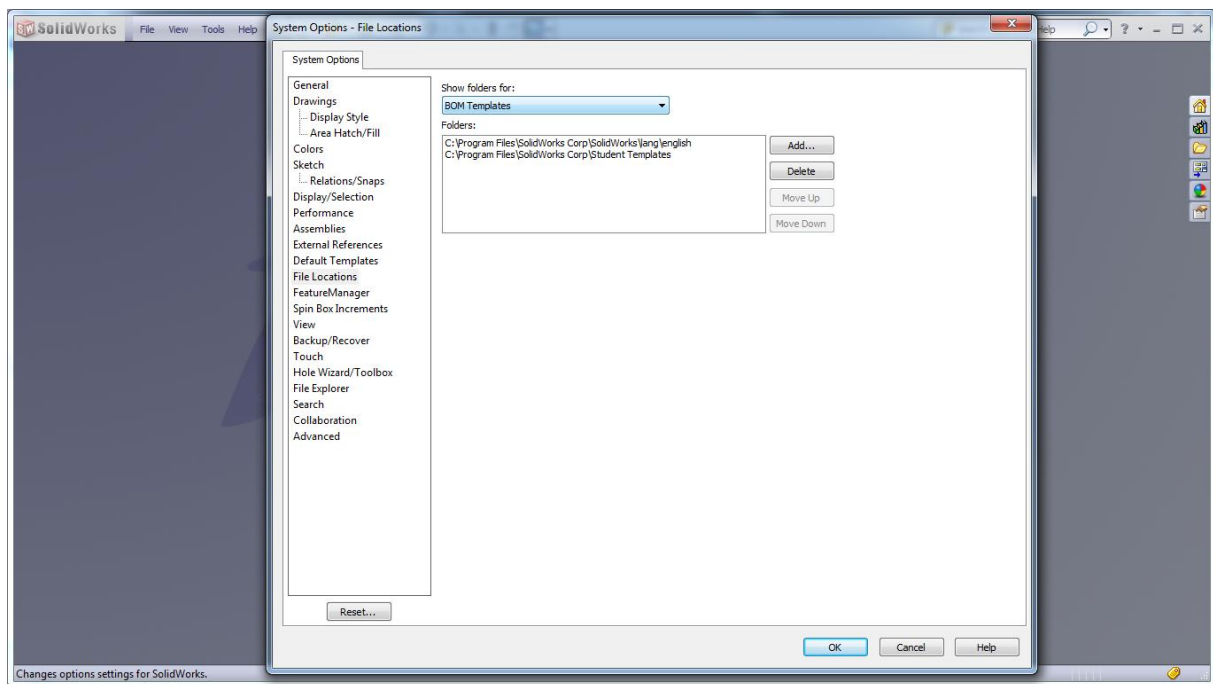 SolidWorks File View Tools Help
System Options - File Locations
System Options
General
Drawings
Display Style
Area Hatch/Fill
Colors
Sketch
Relations/Snaps
Display/Selection
Performance
Assemblies
External References
Default Templates
File Locations
FeatureManager
Spin Box Increments
View
Backup/Recover
Touch
Hole Wizard/Toolbox
File Explorer
Search
Collaboration
Advanced
Reset...
Show folders for:
BOM Templates
Folders:
C:\Program Files\SolidWorks Corp\SolidWorks\lang\english
C:\Program Files\SolidWorks Corp\Student Templates
Add...
Delete
Move Up
Move Down
OK Cancel Help
Changes options settings for SolidWorks.